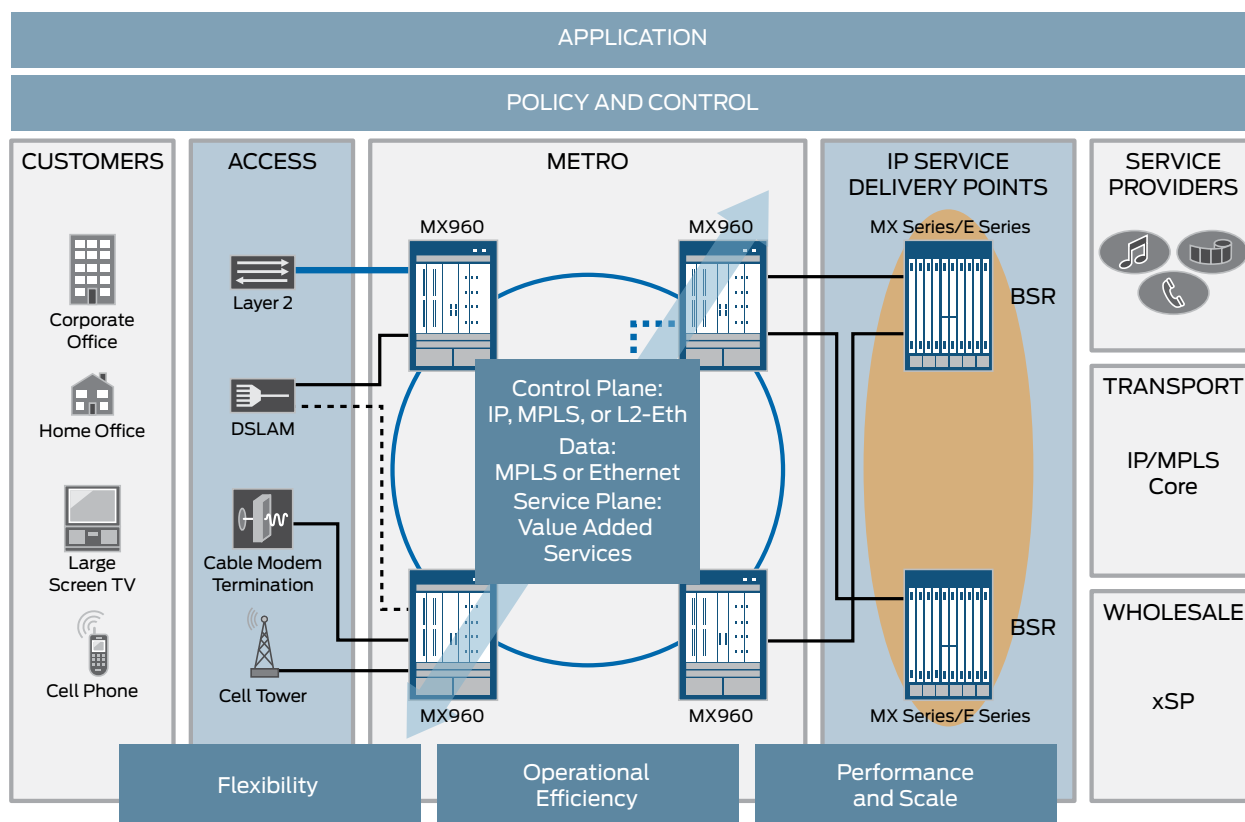 APPLICATION
POLICY AND CONTROL
CUSTOMERS
Corporate
Office
Home Office
Large
Screen TV
Cell Phone
ACCESS
Layer 2
DSLAM
Cable Modem
Termination
Cell Tower
METRO
MX960
MX960
Control Plane:
IP, MPLS, or L2-Eth
Data:
MPLS or Ethernet
Service Plane:
Value Added
Services
MX960
MX960
IP SERVICE
DELIVERY POINTS
MX Series/E Series
BSR
BSR
MX Series/E Series
SERVICE
PROVIDERS
TRANSPORT
IP/MPLS
Core
WHOLESALE
xSP
Flexibility
Operational
Efficiency
Performance
and Scale